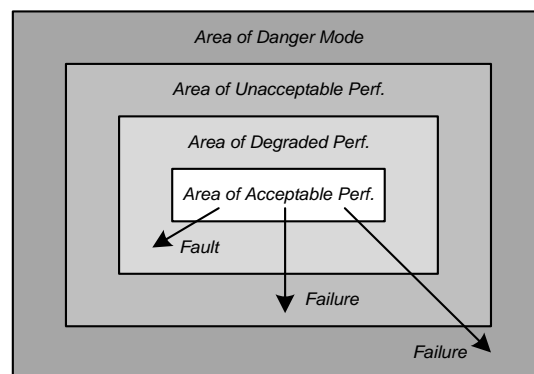 Area of Danger Mode
Area of Unacceptable Perf.
Area of Degraded Perf.
Area of Acceptable Perf.
Fault
Failure
Failure